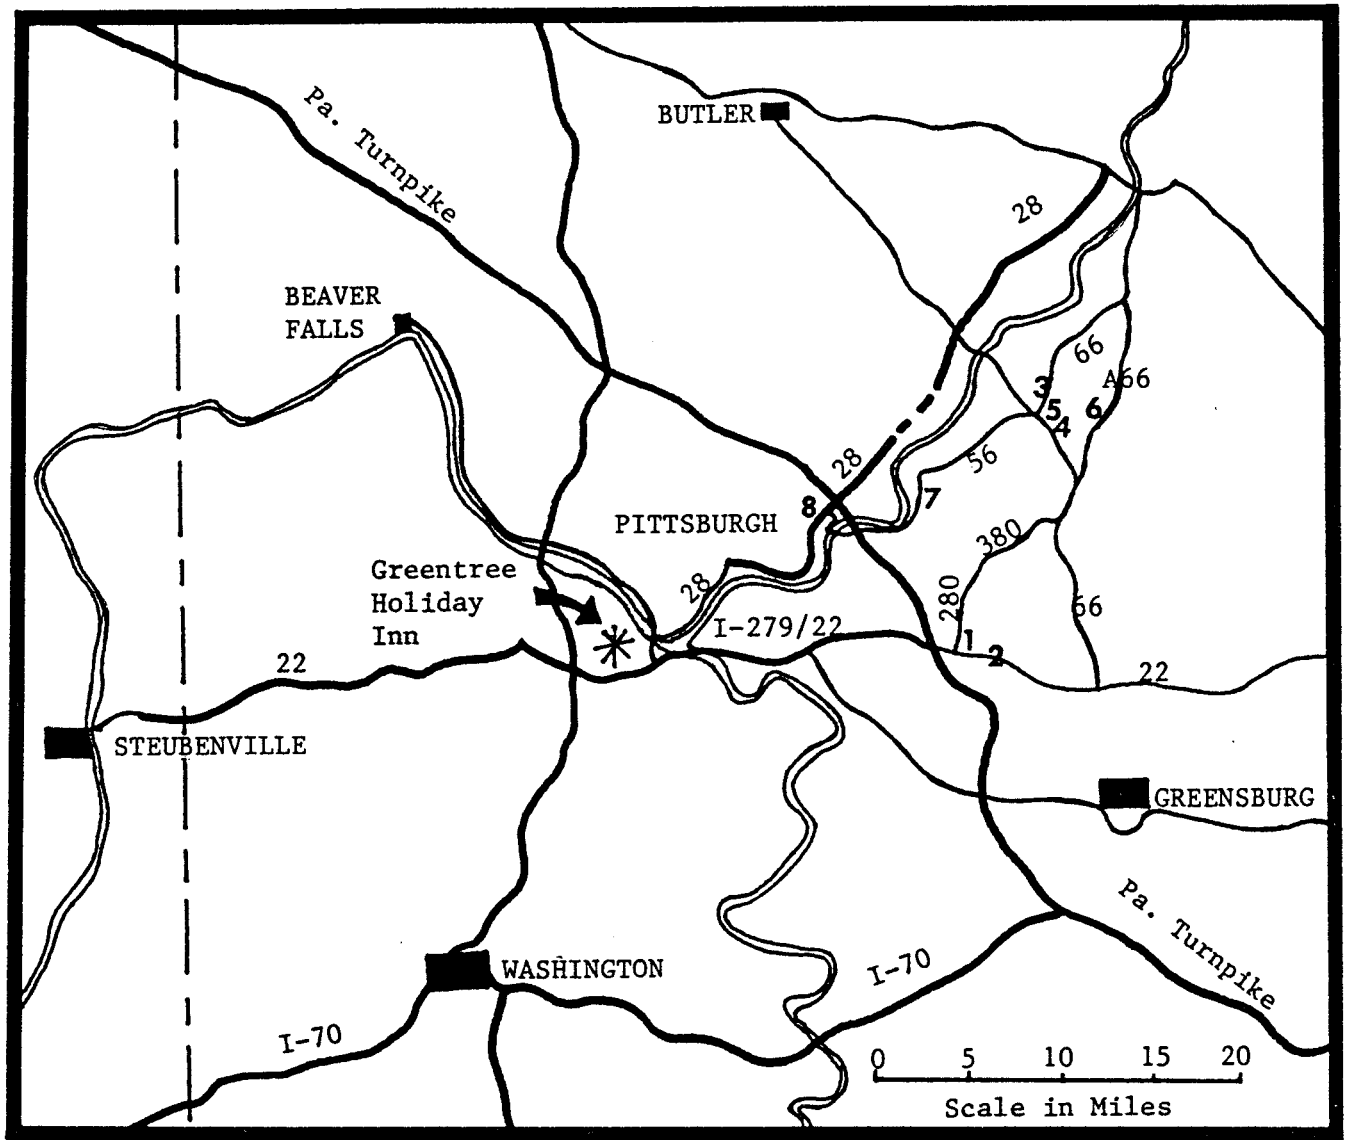 Pa. Turnpike
BUTLER
28
BEAVER
FALLS
66
A66
3
5
6
4
28
56
7
8
PITTSBURGH
380
Greentree
Holiday
Inn
28
280
66
I-279/22
1
2
22
22
STEUBENVILLE
GREENSBURG
Pa. Turnpike
WASHINGTON
I-70
I-70
0 5 10 15 20
Scale in Miles